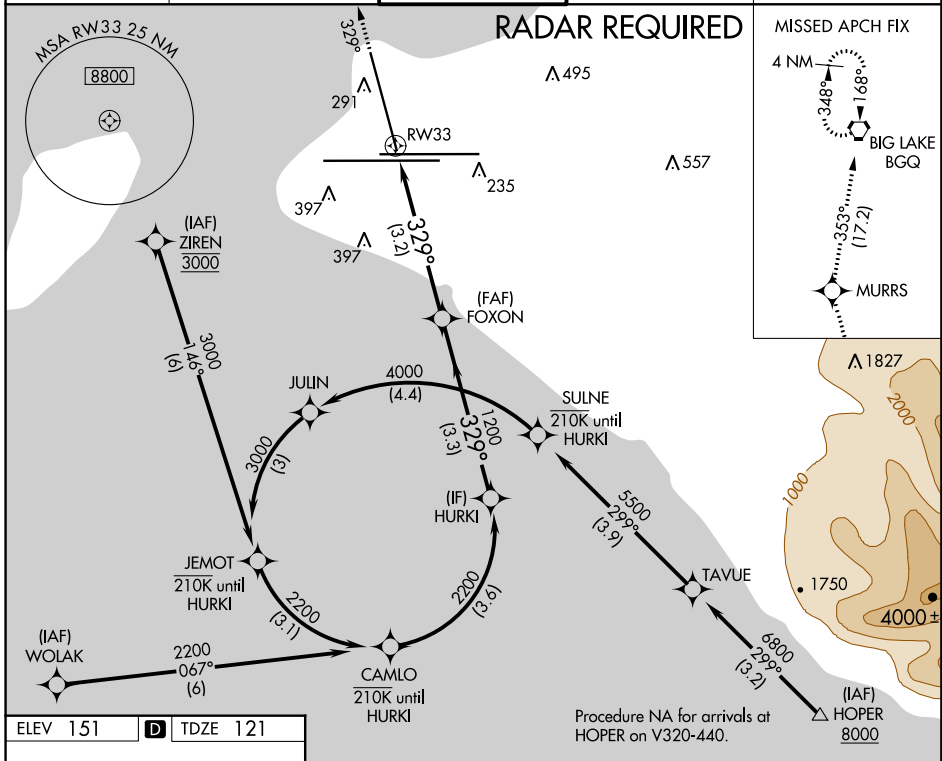 RADAR REQUIRED
MSA RW33 25 NM
8800
329°
291
495
RW33
235
557
397
397
MISSED APCH FIX
4 NM
348°
168°
BIG LAKE
BGQ
353°
(17.2)
MURRS
(IAF)
ZIREN
3000
3000
146°
(6)
329°
(3.2)
(FAF)
FOXON
JULIN
4000
(4.4)
1200
329°
(3.3)
SULNE
210K until
HURKI
3000
(3)
(IF)
HURKI
5500
299°
(3.9)
1827
2000
1000
JEMOT
210K until
HURKI
2200
(3.1)
2200
(3.6)
TAVUE
1750
4000 ±
(IAF)
WOLAK
2200
067°
(6)
CAMLO
210K until
HURKI
6800
299°
(3.2)
(IAF)
HOPER
8000
Procedure NA for arrivals at
HOPER on V320-440.
ELEV 151 D TDZE 121